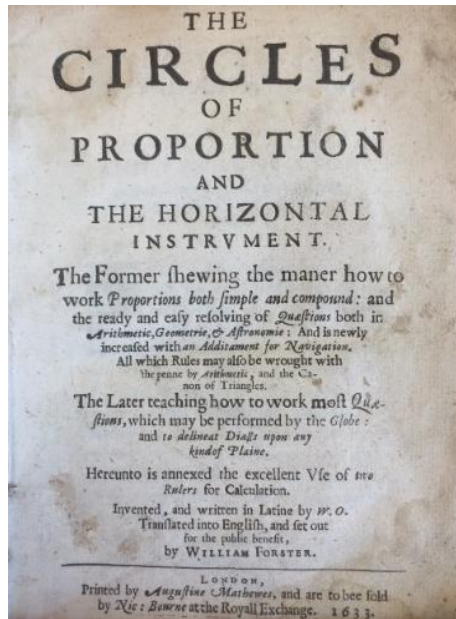 THE
CIRCLES
OF
PROPORTION
AND
THE HORIZONTAL
INSTRVMENT.
The Former ſhewing the maner how to
work Proportions both ſimple and compound: and
the ready and eaſy reſolving of Quæſtions both in
Arithmetic, Geometrie, & Aſtronomie: And is newly
increaſed with an Additament for Navigation.
All which Rules may alſo be wrought with
the penne by Arithmetic, and the Ca-
non of Triangles.
The Later teaching how to work moſt Quæ-
ſtions, which may be performed by the Globe:
and to delineat Dialls upon any
kind of Plaine.
Hereunto is annexed the excellent Vſe of two
Rulers for Calculation.
Invented, and written in Latine by W. O.
Tranſlated into Engliſh, and ſet out
for the public benefit,
by WILLIAM FORSTER.
LONDON,
Printed by Auguſtine Mathewes, and are to bee ſold
by Nic: Bourne at the Royall Exchange. 1633.